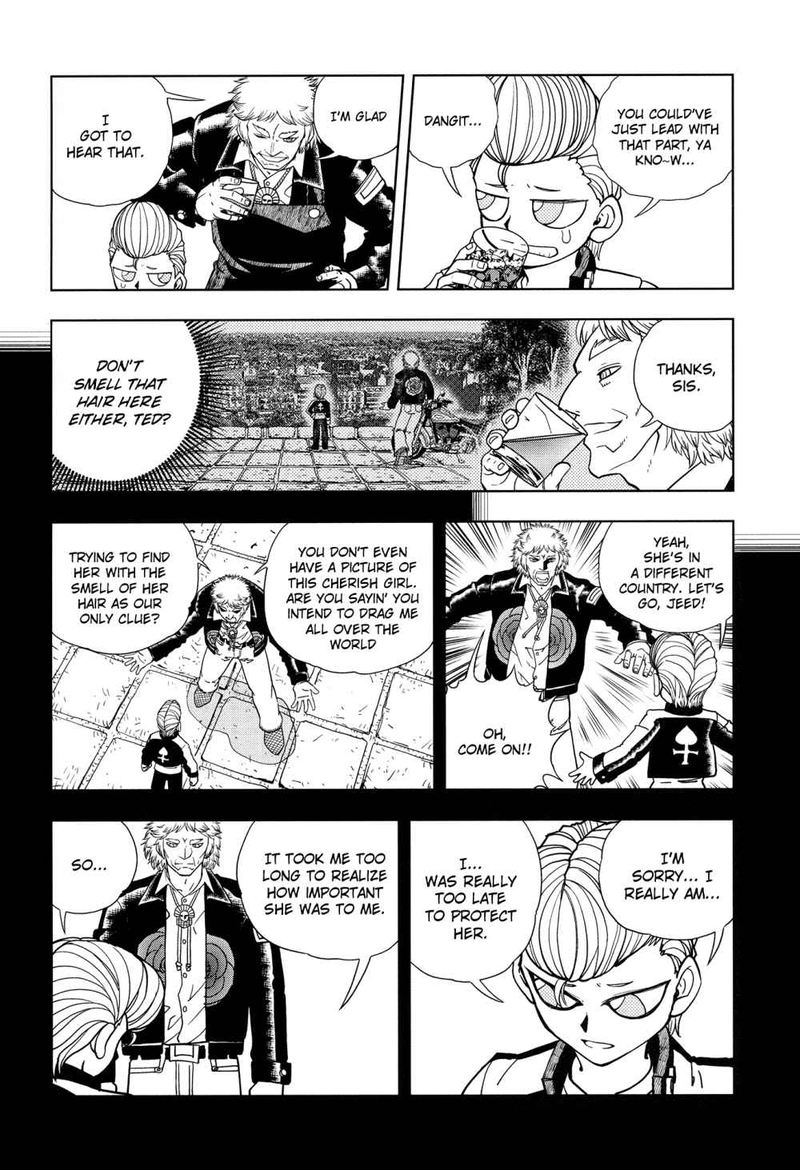 YOU COULD'VE
JUST LEAD WITH
THAT PART, YA
KNO~W...
DANGIT...
I'M GLAD
I
GOT TO
HEAR THAT.
THANKS,
SIS.
DON'T
SMELL THAT
HAIR HERE
EITHER, TED?
YEAH,
SHE'S IN
A DIFFERENT
COUNTRY. LET'S
GO, JEED!
OH,
COME ON!!
YOU DON'T EVEN
HAVE A PICTURE OF
THIS CHERISH GIRL.
ARE YOU SAYIN' YOU
INTEND TO DRAG ME
ALL OVER THE
WORLD
TRYING TO FIND
HER WITH THE
SMELL OF HER
HAIR AS OUR
ONLY CLUE?
I'M
SORRY... I
REALLY AM...
I...
WAS REALLY
TOO LATE
TO PROTECT
HER.
IT TOOK ME TOO
LONG TO REALIZE
HOW IMPORTANT
SHE WAS TO ME.
SO...